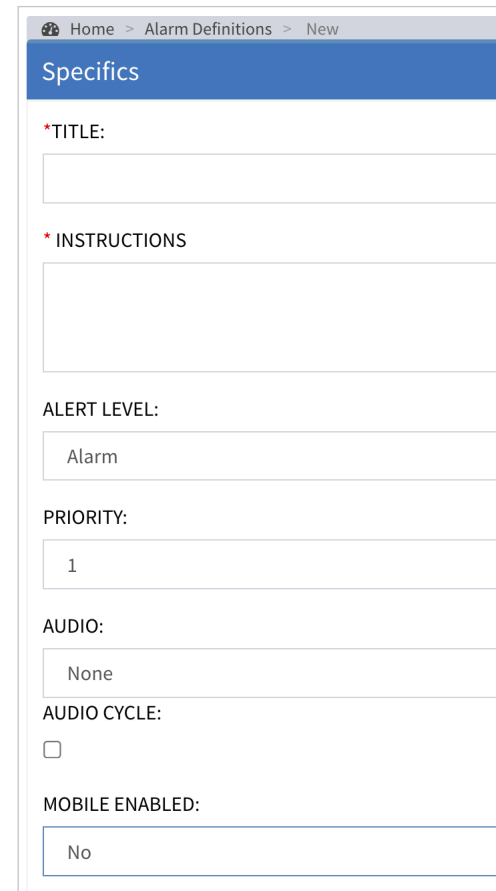 Home > Alarm Definitions > New
Specifics
*TITLE:
* INSTRUCTIONS
ALERT LEVEL:
Alarm
PRIORITY:
1
AUDIO:
None
AUDIO CYCLE:
MOBILE ENABLED:
No